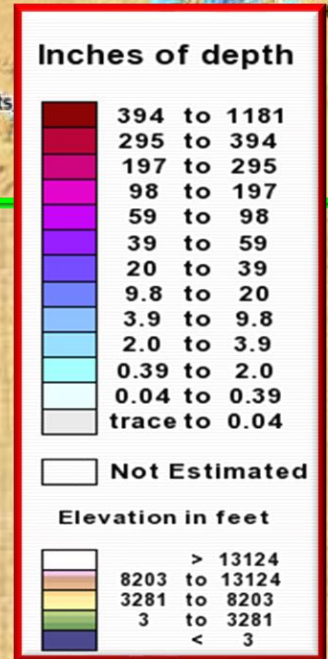 ts
Inches of depth
394 to 1181
295 to 394
197 to 295
98 to 197
59 to 98
39 to 59
20 to 39
9.8 to 20
3.9 to 9.8
2.0 to 3.9
0.39 to 2.0
0.04 to 0.39
trace to 0.04
Not Estimated
Elevation in feet
> 13124
8203 to 13124
3281 to 8203
3 to 3281
< 3